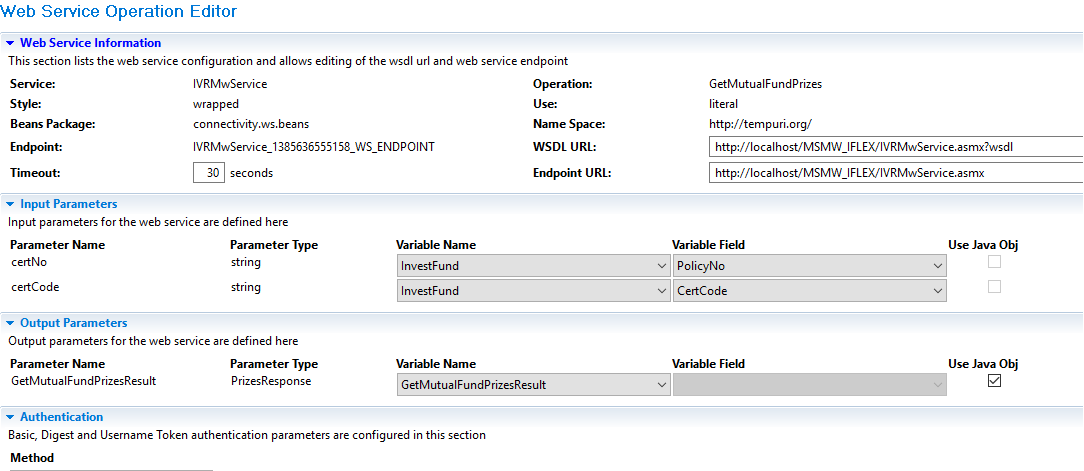 Web Service Operation Editor
Web Service Information
This section lists the web service configuration and allows editing of the wsdl url and web service endpoint
Service: IVRMwService Operation: GetMutualFundPrizes
Style: wrapped Use: literal
Beans Package: connectivity.ws.beans Name Space: http://tempuri.org/
Endpoint: IVRMwService_1385636555158_WS_ENDPOINT WSDL URL: http://localhost/MSMW_IFLEX/IVRMwService.asmx?wsdl
Timeout: 30 seconds Endpoint URL: http://localhost/MSMW_IFLEX/IVRMwService.asmx
Input Parameters
Input parameters for the web service are defined here
Parameter Name Parameter Type Variable Name Variable Field Use Java Obj
certNo string InvestFund PolicyNo
certCode string InvestFund CertCode
Output Parameters
Output parameters for the web service are defined here
Parameter Name Parameter Type Variable Name Variable Field Use Java Obj
GetMutualFundPrizesResult PrizesResponse GetMutualFundPrizesResult
Authentication
Basic, Digest and Username Token authentication parameters are configured in this section
Method